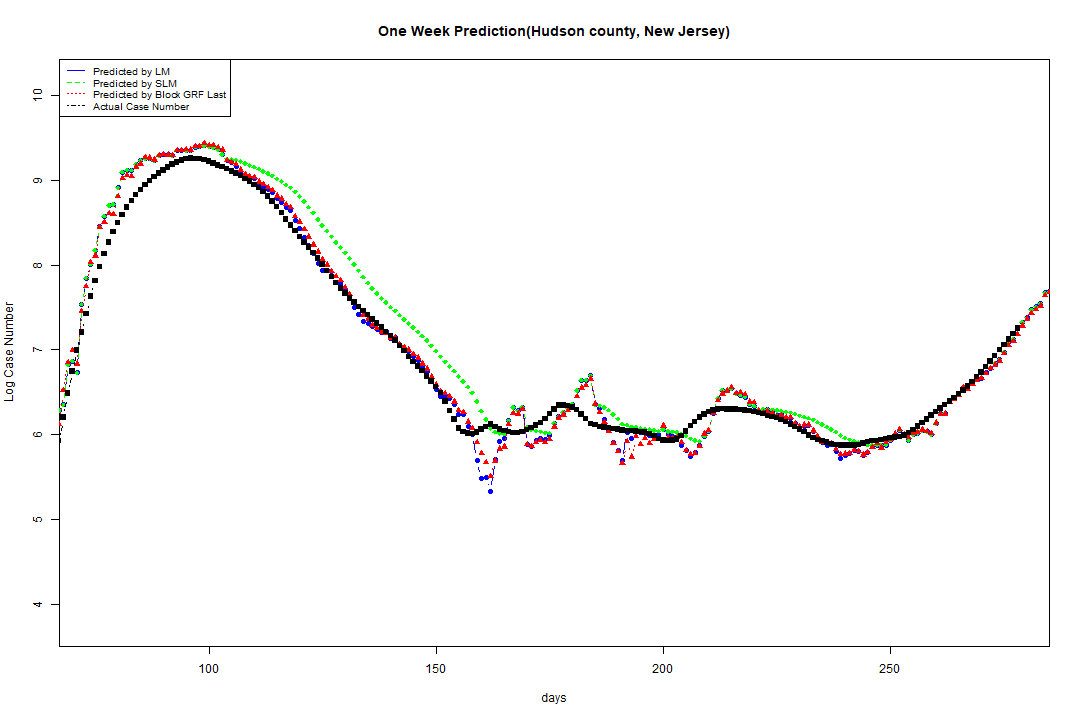 One Week Prediction(Hudson county, New Jersey)
Predicted by LM
Predicted by SLM
Predicted by Block GRF Last
Actual Case Number
10
9
8
7
6
5
4
Log Case Number
100 150 200 250
days